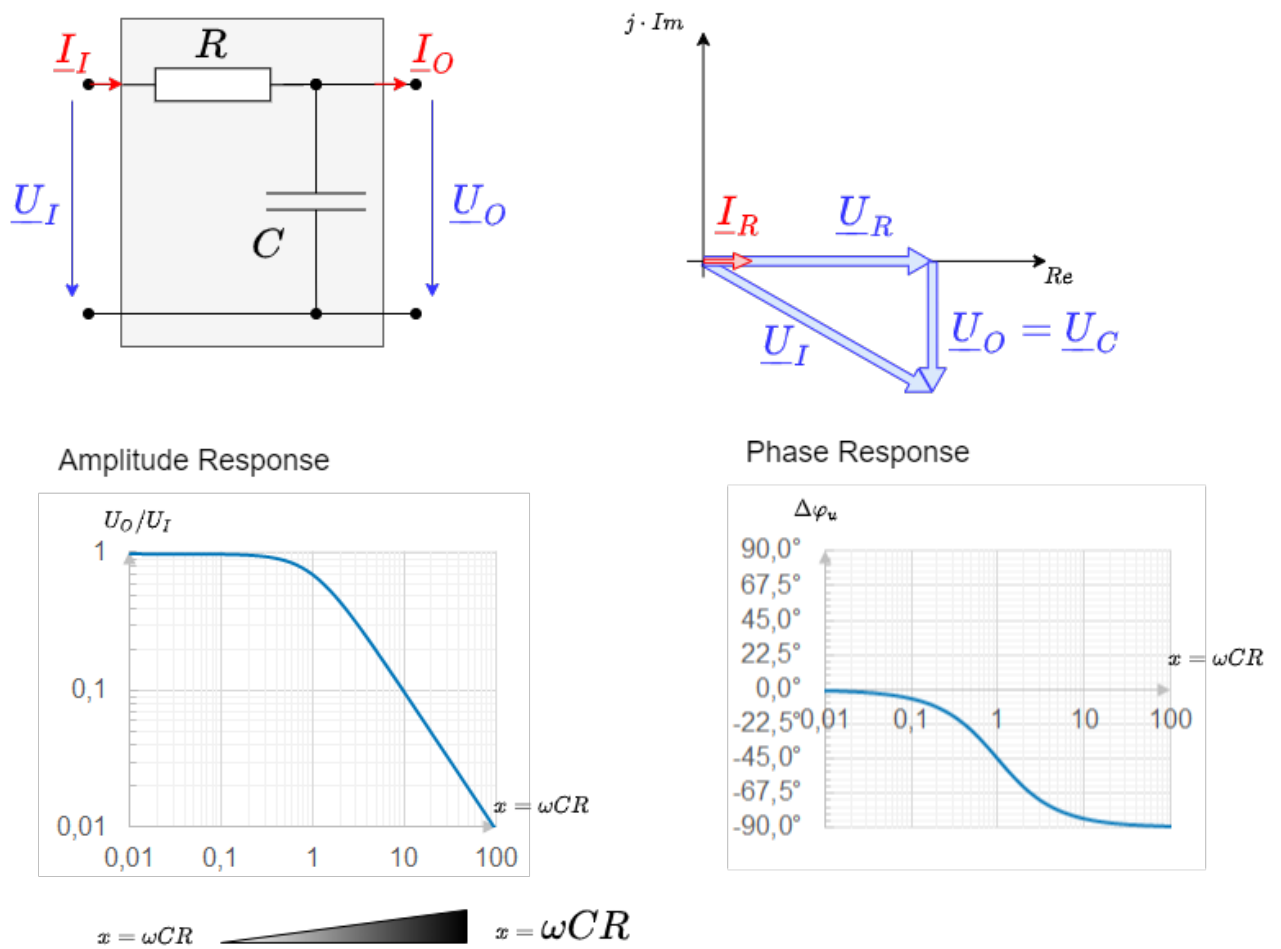 I_I
R
I_O
U_I
C
U_O
j · Im
I_R
U_R
Re
U_I
U_O = U_C
Amplitude Response
U_O/U_I
1
0,1
0,01
0,01 0,1 1 10 100
x = ωCR
Phase Response
Δφ_u
90,0°
67,5°
45,0°
22,5°
0,0°
-22,5°
-45,0°
-67,5°
-90,0°
0,01 0,1 1 10 100
x = ωCR
x = ωCR
x = ωCR